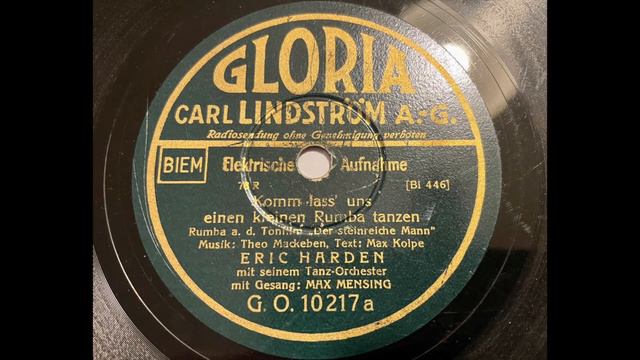 GLORIA
CARL LINDSTRÖM A.-G.
Radiosendung ohne Genehmigung verboten
BIEM Elektrische Aufnahme
[Bi 446]
Komm lass' uns
einen kleinen Rumba tanzen
Rumba a. d. Tonfilm „Der steinreiche Mann"
Musik: Theo Mackeben, Text: Max Kolpe
ERIC HARDEN
mit seinem Tanz-Orchester
mit Gesang: MAX MENSING
G. O. 10217a